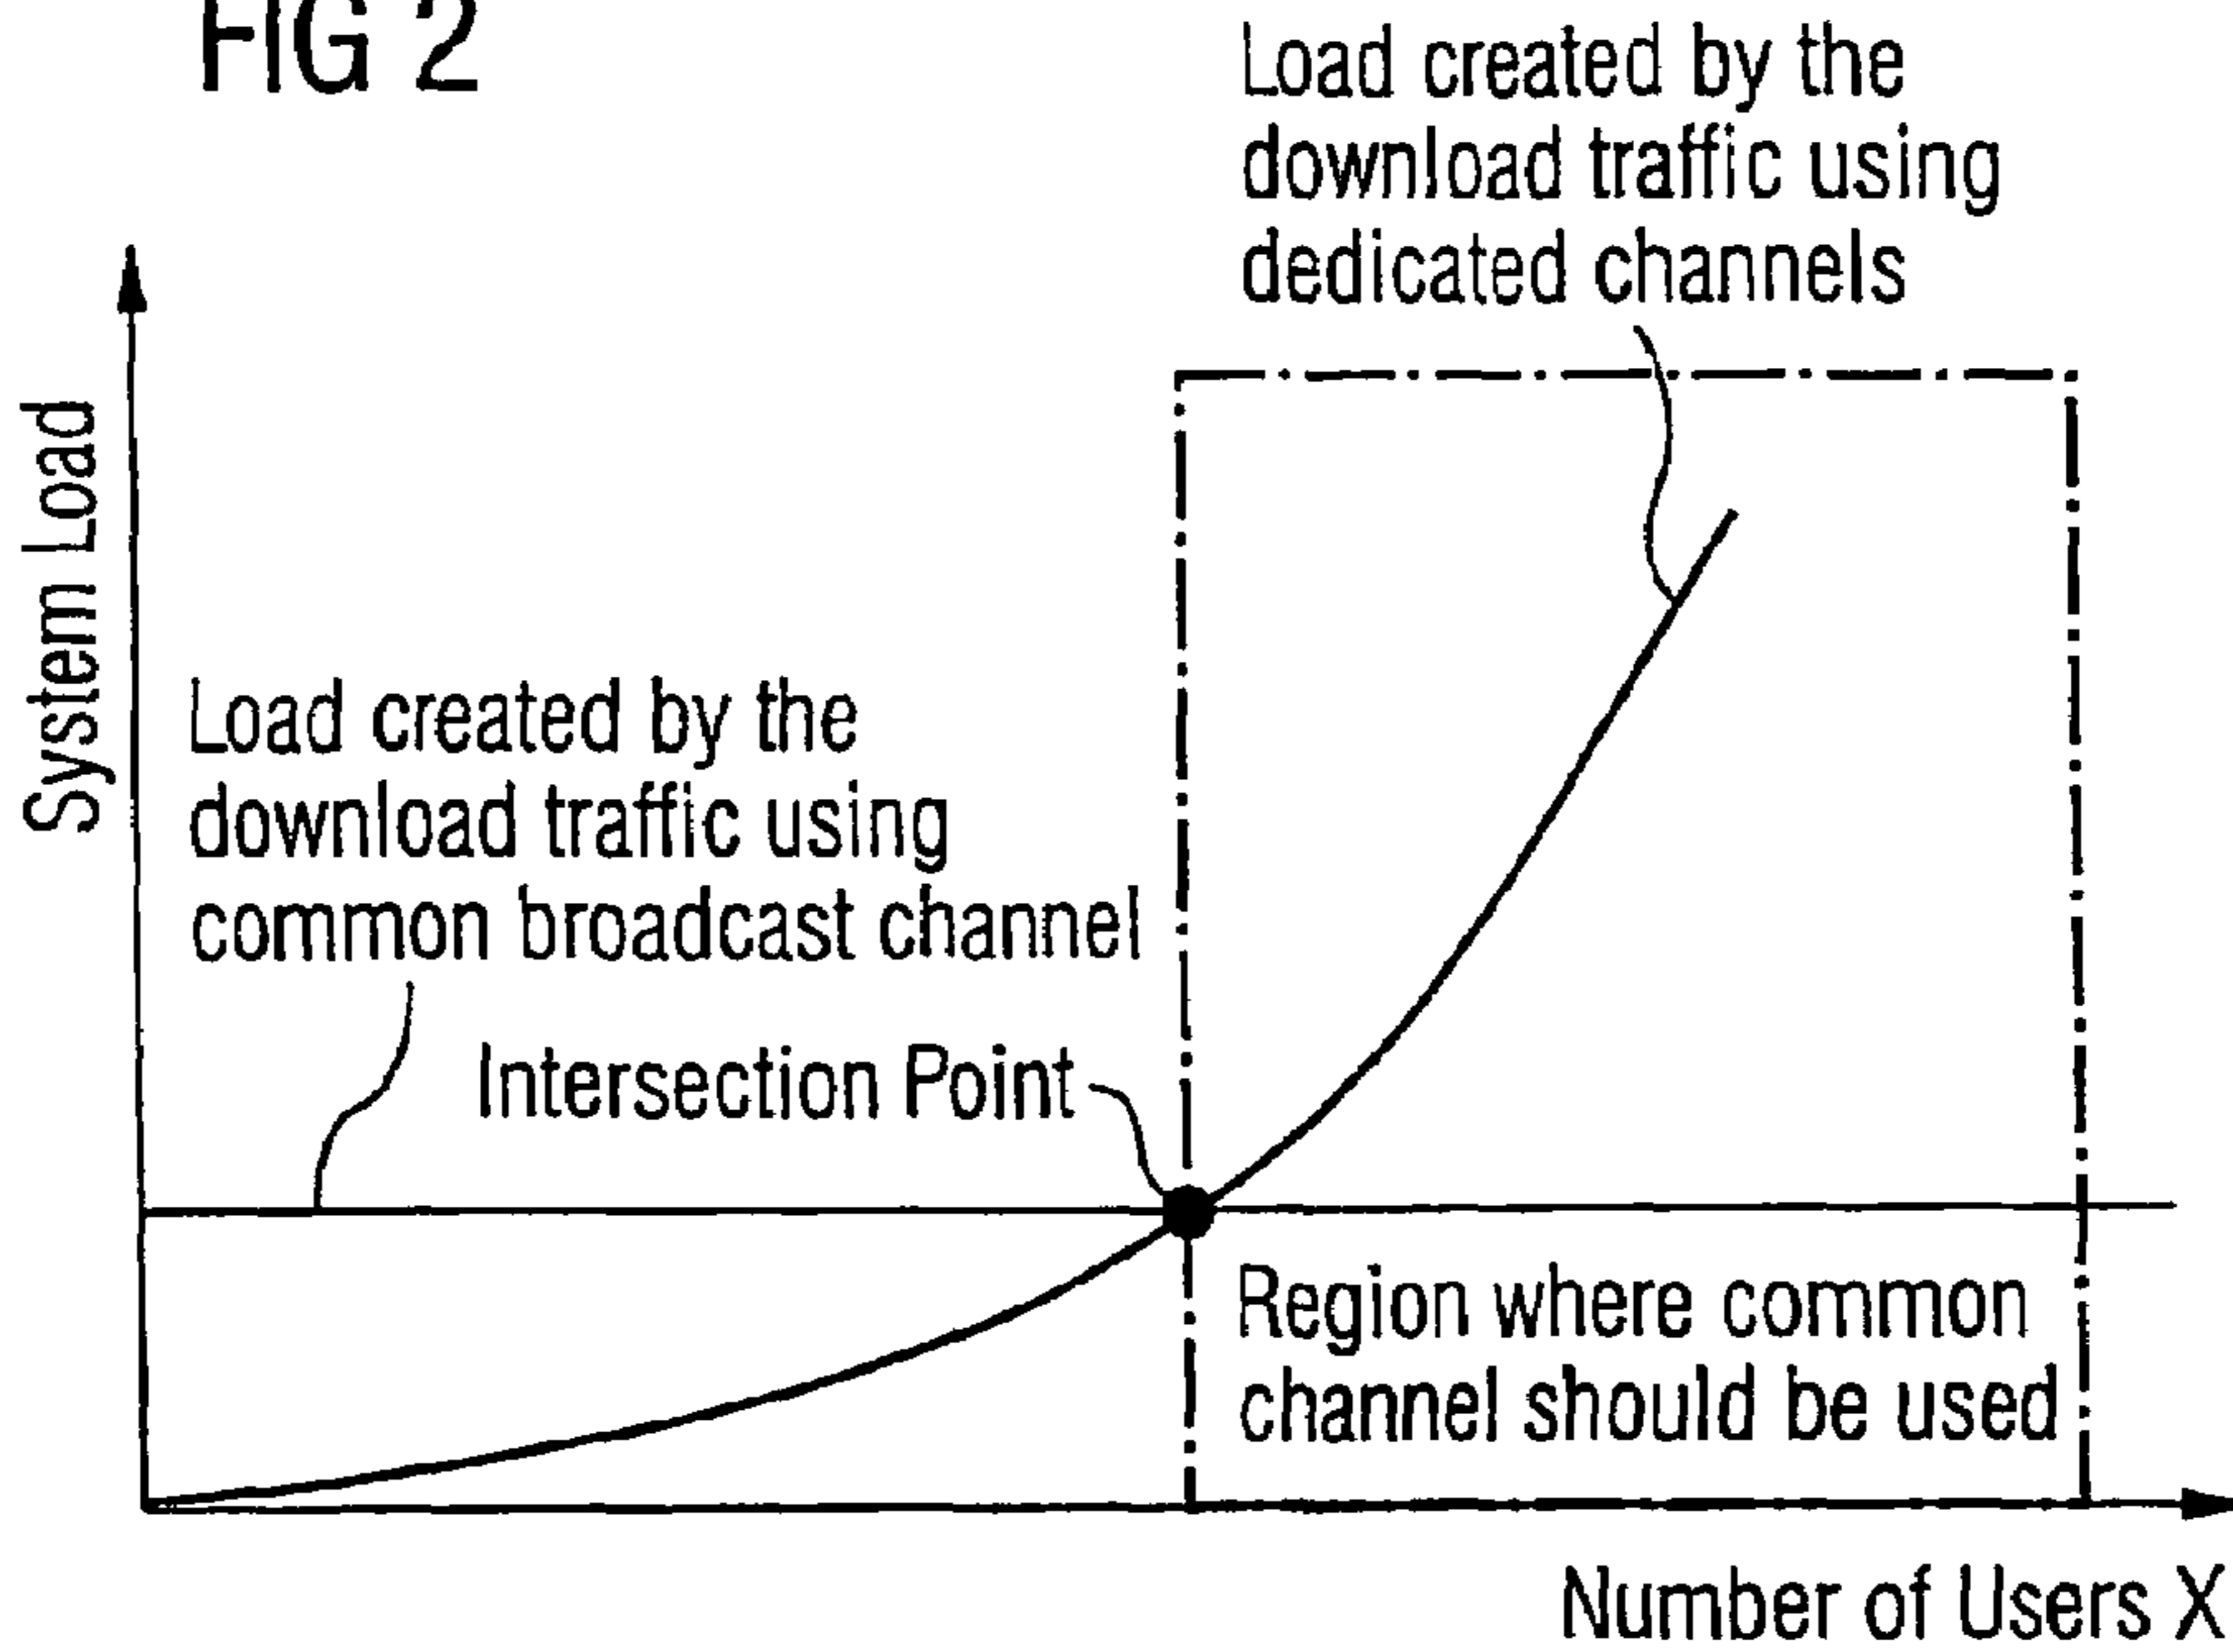 FIG 2
Load created by the
download traffic using
dedicated channels
System Load
Load created by the
download traffic using
common broadcast channel
Intersection Point
Region where common
channel should be used
Number of Users X